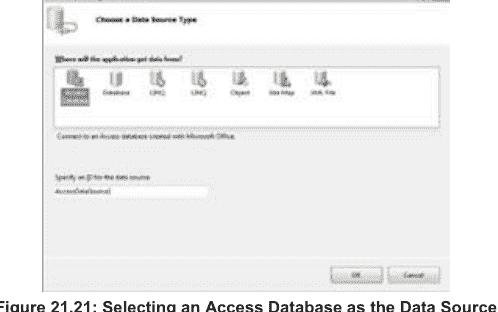 Choose a Data Source Type
Where will the application get data from?
Database LINQ LINQ Object Site Map XML File
Connect to an Access database created with Microsoft Office.
Specify an ID for the data source
AccessDataSource1
OK Cancel
Figure 21.21: Selecting an Access Database as the Data Source